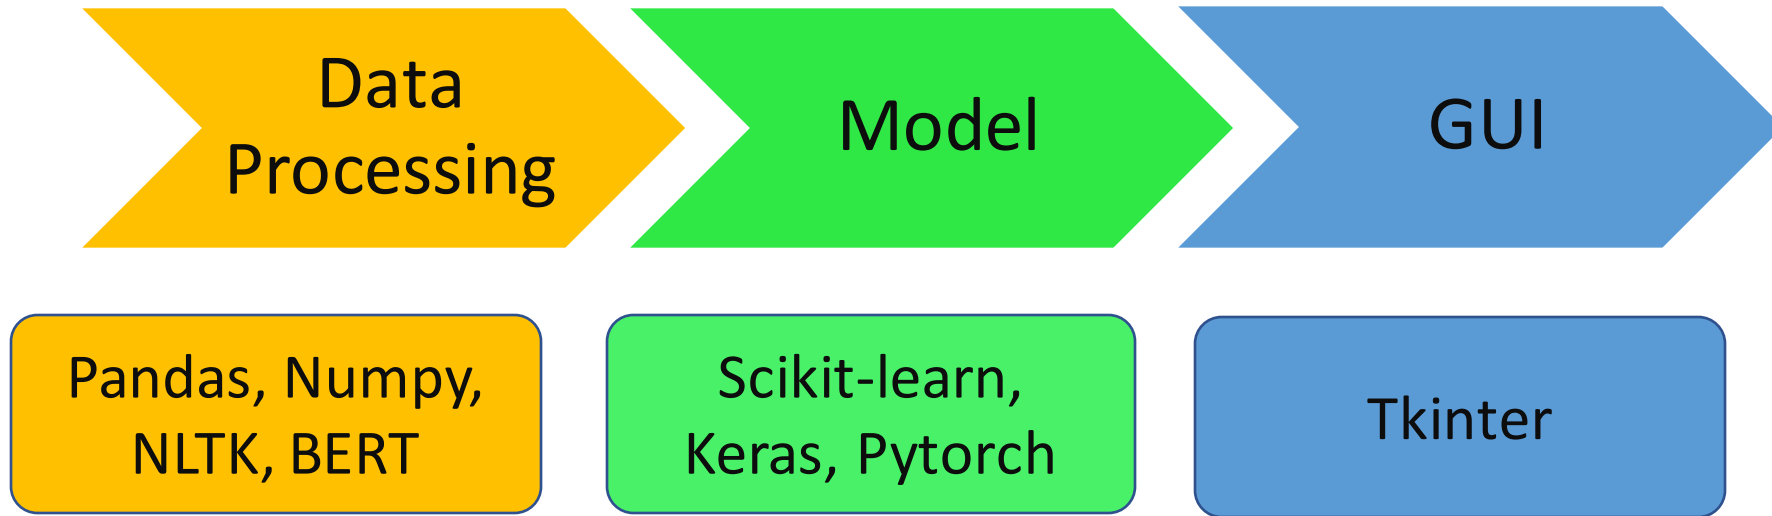 Data
Processing
Model
GUI
Pandas, Numpy,
NLTK, BERT
Scikit-learn,
Keras, Pytorch
Tkinter